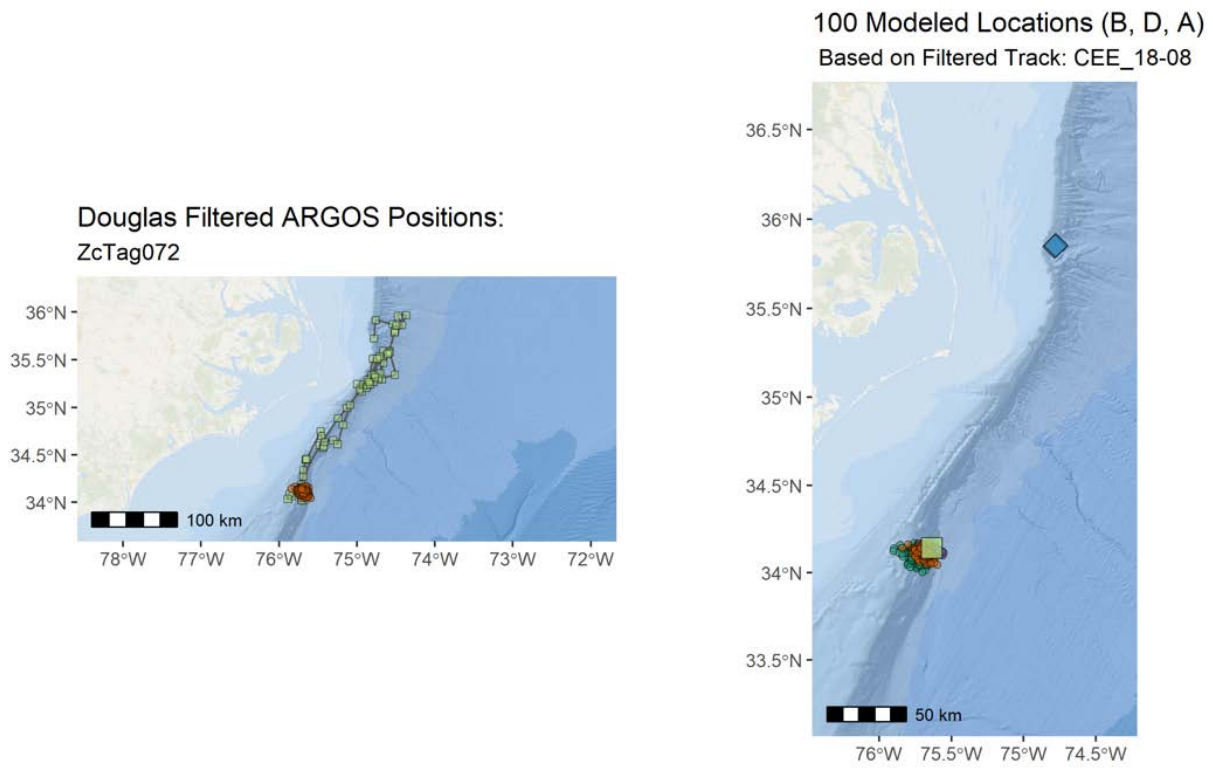 Douglas Filtered ARGOS Positions:
ZcTag072
36°N
35.5°N
35°N
34.5°N
34°N
100 km
78°W 77°W 76°W 75°W 74°W 73°W 72°W
100 Modeled Locations (B, D, A)
Based on Filtered Track: CEE_18-08
36.5°N
36°N
35.5°N
35°N
34.5°N
34°N
33.5°N
50 km
76°W 75.5°W 75°W 74.5°W